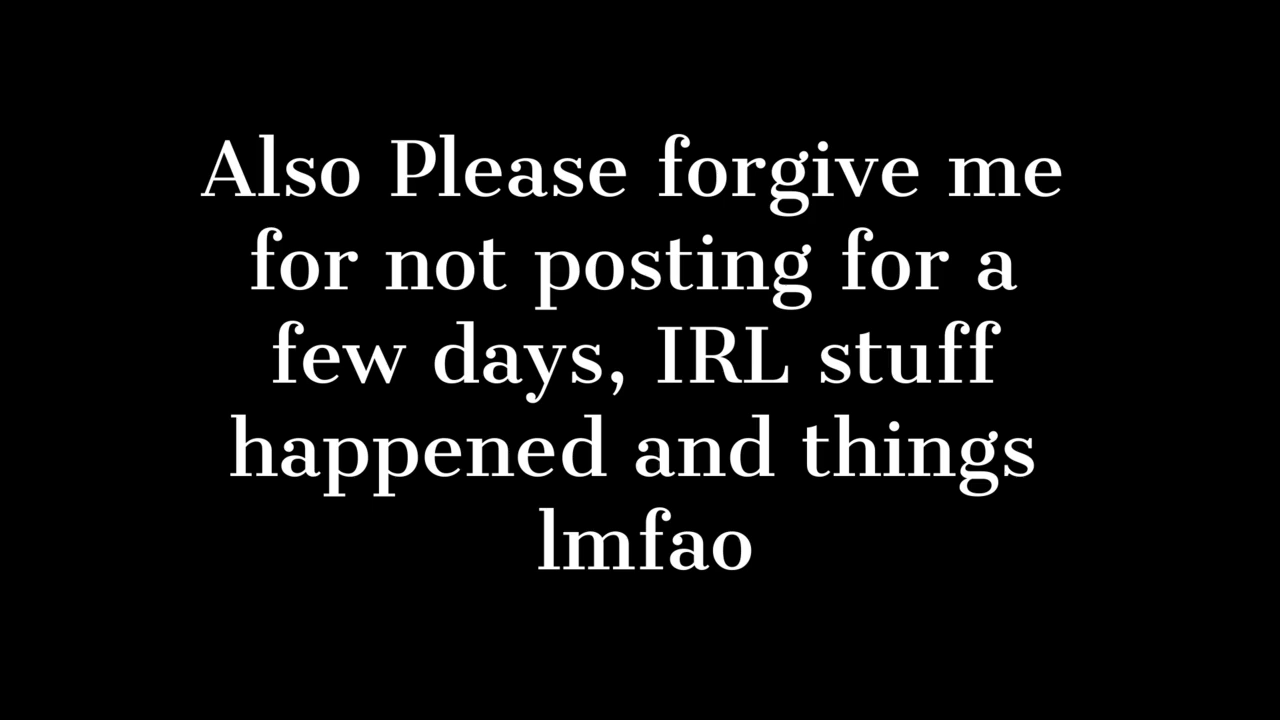 Also Please forgive me
for not posting for a
few days, IRL stuff
happened and things
lmfao